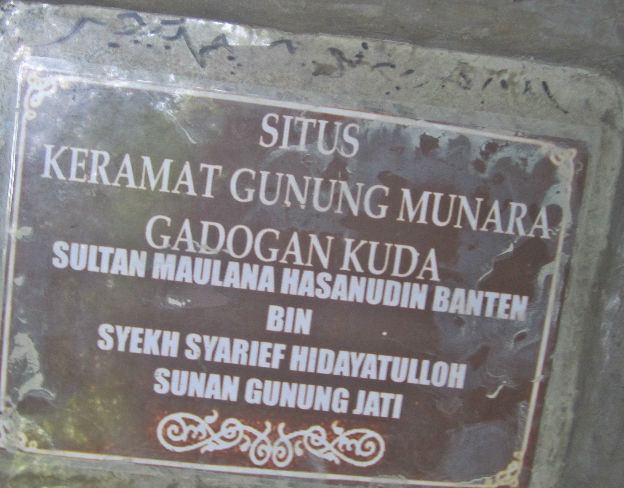 SITUS
KERAMAT GUNUNG MUNARA
GADOGAN KUDA
SULTAN MAULANA HASANUDIN BANTEN
BIN
SYEKH SYARIEF HIDAYATULLOH
SUNAN GUNUNG JATI